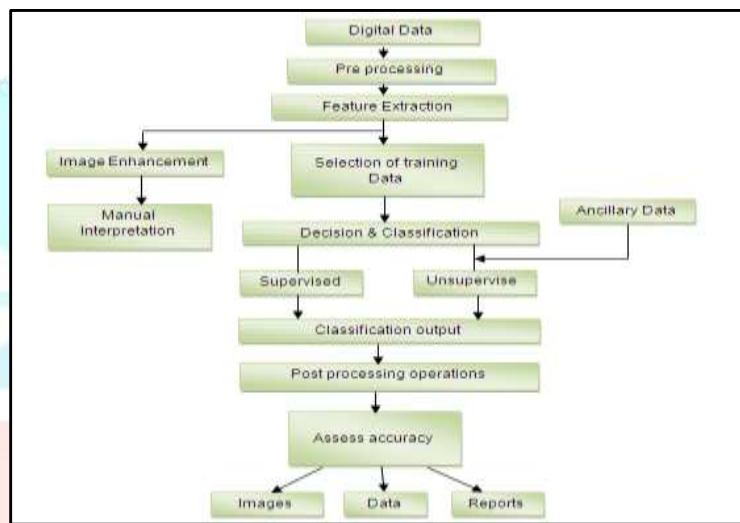 Digital Data
Pre processing
Feature Extraction
Image Enhancement
Selection of training
Data
Manual
Interpretation
Ancillary Data
Decision & Classification
Supervised
Unsupervise
Classification output
Post processing operations
Assess accuracy
Images
Data
Reports